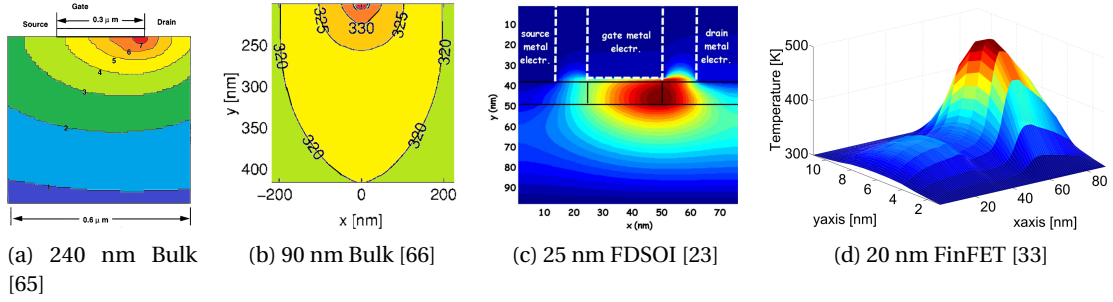 Gate
Source
0.3 μ m
Drain
7
6
5
4
3
2
1
0.6 μ m
(a) 240 nm Bulk
[65]
y [nm]
250
300
350
400
320
325
330
325
320
320
320
−200
0
200
x [nm]
(b) 90 nm Bulk [66]
y (nm)
10
20
30
40
50
60
70
80
90
source
metal
electr.
gate metal
electr.
drain
metal
electr.
10 20 30 40 50 60 70
x (nm)
(c) 25 nm FDSOI [23]
Temperature [K]
500
400
300
10
8
6
4
2
yaxis [nm]
20
40
60
80
xaxis [nm]
(d) 20 nm FinFET [33]